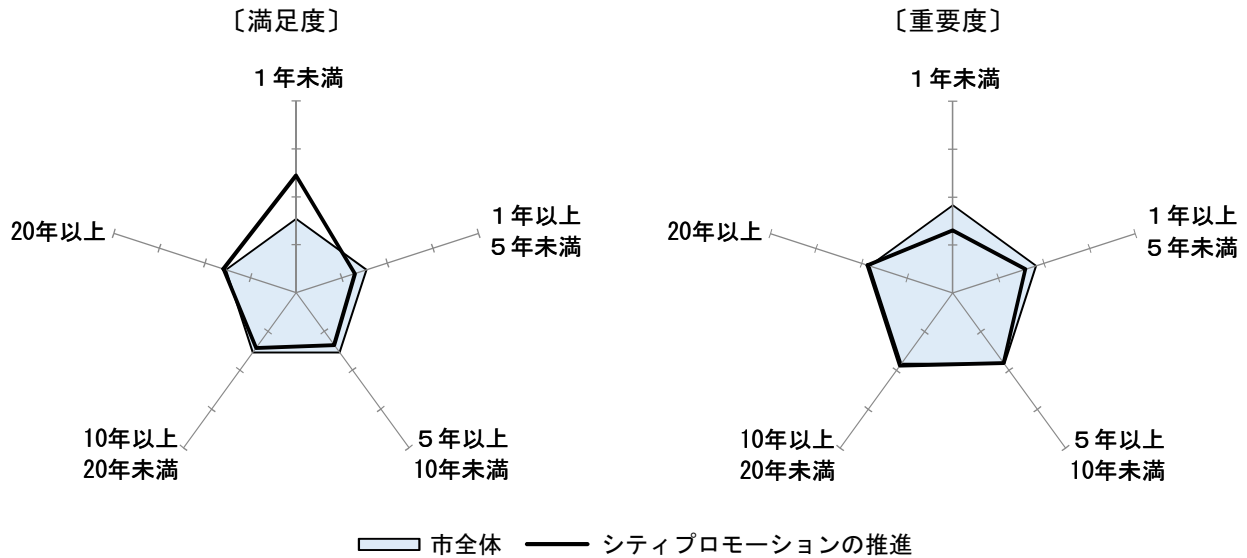 〔満足度〕
１年未満
１年以上
５年未満
20年以上
10年以上
20年未満
５年以上
10年未満
〔重要度〕
１年未満
１年以上
５年未満
20年以上
10年以上
20年未満
５年以上
10年未満
市全体 シティプロモーションの推進